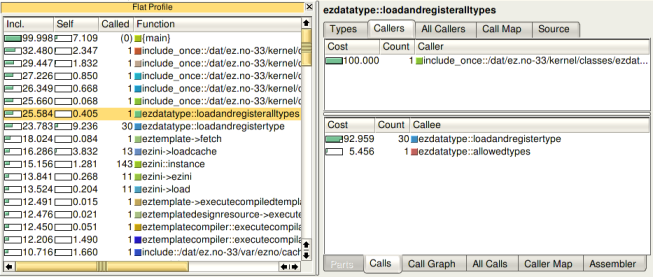 Flat Profile
Incl. Self Called Function
99.998 7.109 (0) {main}
32.480 2.347 1 include_once::/dat/ez.no-33/kernel/c
29.447 1.832 1 include_once::/dat/ez.no-33/kernel/c
27.226 0.850 1 include_once::/dat/ez.no-33/kernel/c
26.349 0.668 1 include_once::/dat/ez.no-33/kernel/c
25.660 0.068 1 include_once::/dat/ez.no-33/kernel/c
25.584 0.405 1 ezdatatype::loadandregisteralltypes
23.783 9.236 30 ezdatatype::loadandregistertype
18.024 0.084 1 eztemplate->fetch
16.286 3.832 13 ezini->loadcache
15.156 1.281 143 ezini::instance
13.841 0.268 11 ezini->ezini
13.524 0.204 11 ezini->load
12.491 0.015 1 eztemplate->executecompiledtempl
12.476 0.021 1 eztemplatedesignresource->execute
12.450 0.051 1 eztemplatecompiler::executecompila
12.206 1.490 1 eztemplatecompiler::executecompila
10.716 1.660 1 include::/dat/ez.no-33/var/ezno/cach
ezdatatype::loadandregisteralltypes
Types Callers All Callers Call Map Source
Cost Count Caller
100.000 1 include_once::/dat/ez.no-33/kernel/classes/ezdat...
Cost Count Callee
92.959 30 ezdatatype::loadandregistertype
5.456 1 ezdatatype::allowedtypes
Parts Calls Call Graph All Calls Caller Map Assembler